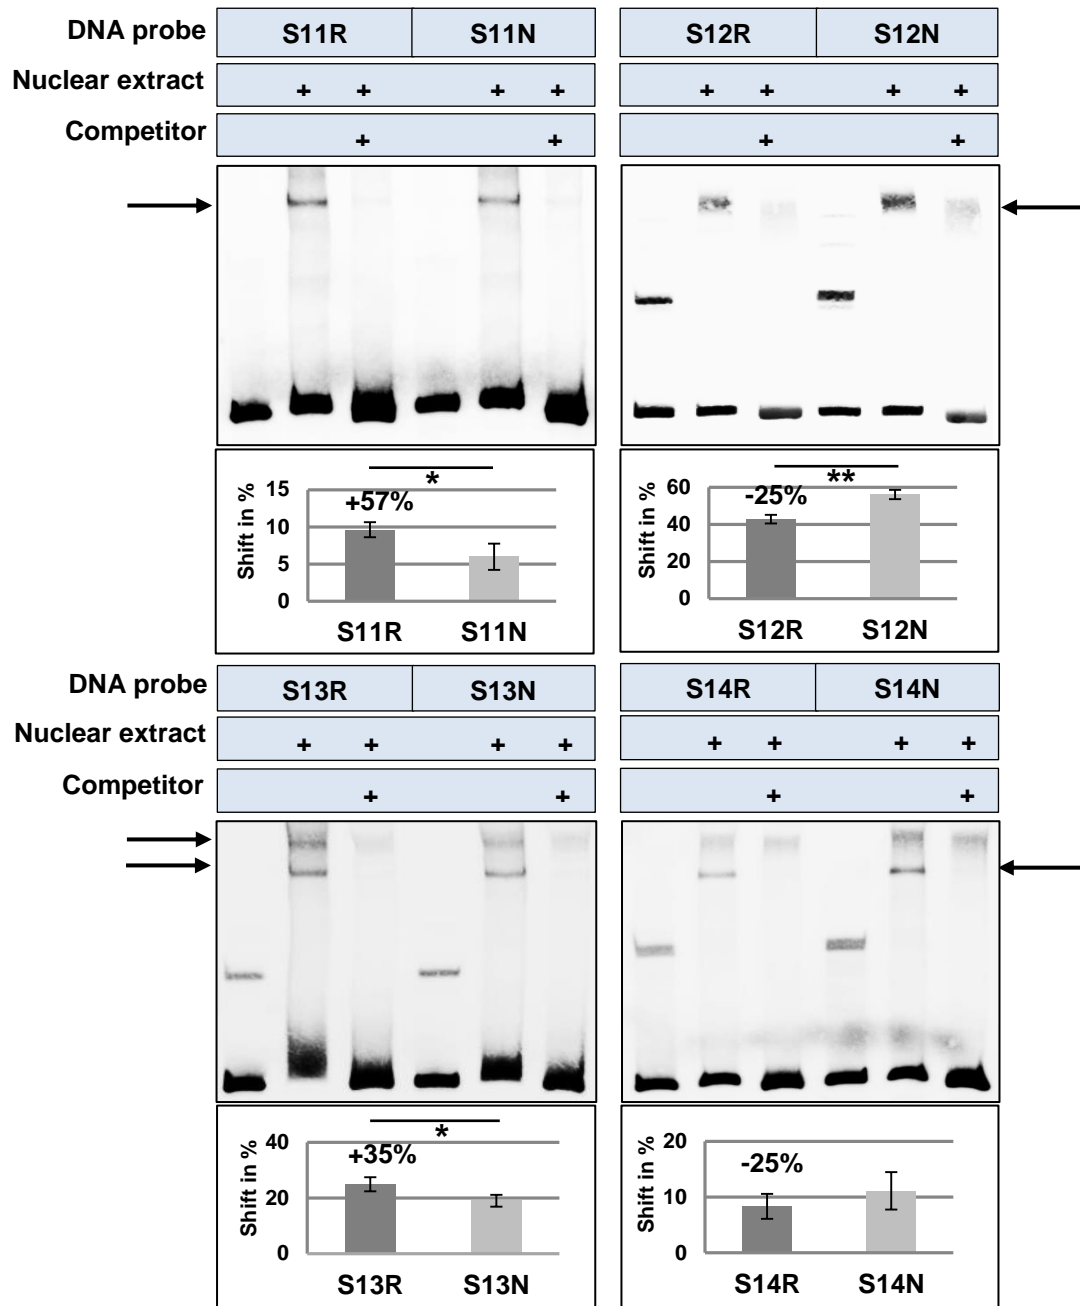 DNA probe S11R S11N S12R S12N
Nuclear extract + + + + + + + +
Competitor + + + +
* **
Shift in % 15 +57% Shift in % 60 -25%
10 40
5 20
0 0
S11R S11N S12R S12N
DNA probe S13R S13N S14R S14N
Nuclear extract + + + + + + + +
Competitor + + + +
*
Shift in % 40 +35% Shift in % 20 -25%
20 10
0 0
S13R S13N S14R S14N